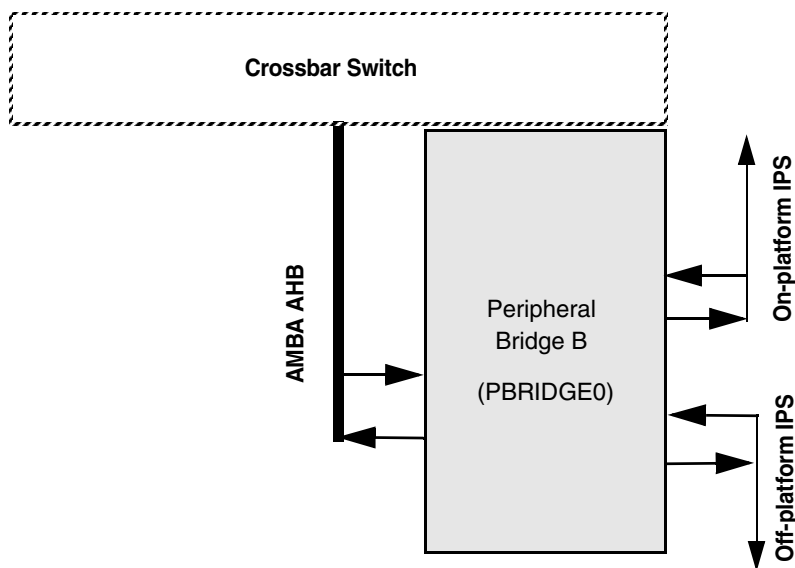 Crossbar Switch
AMBA AHB
Peripheral
Bridge B
(PBRIDGE0)
On-platform IPS
Off-platform IPS